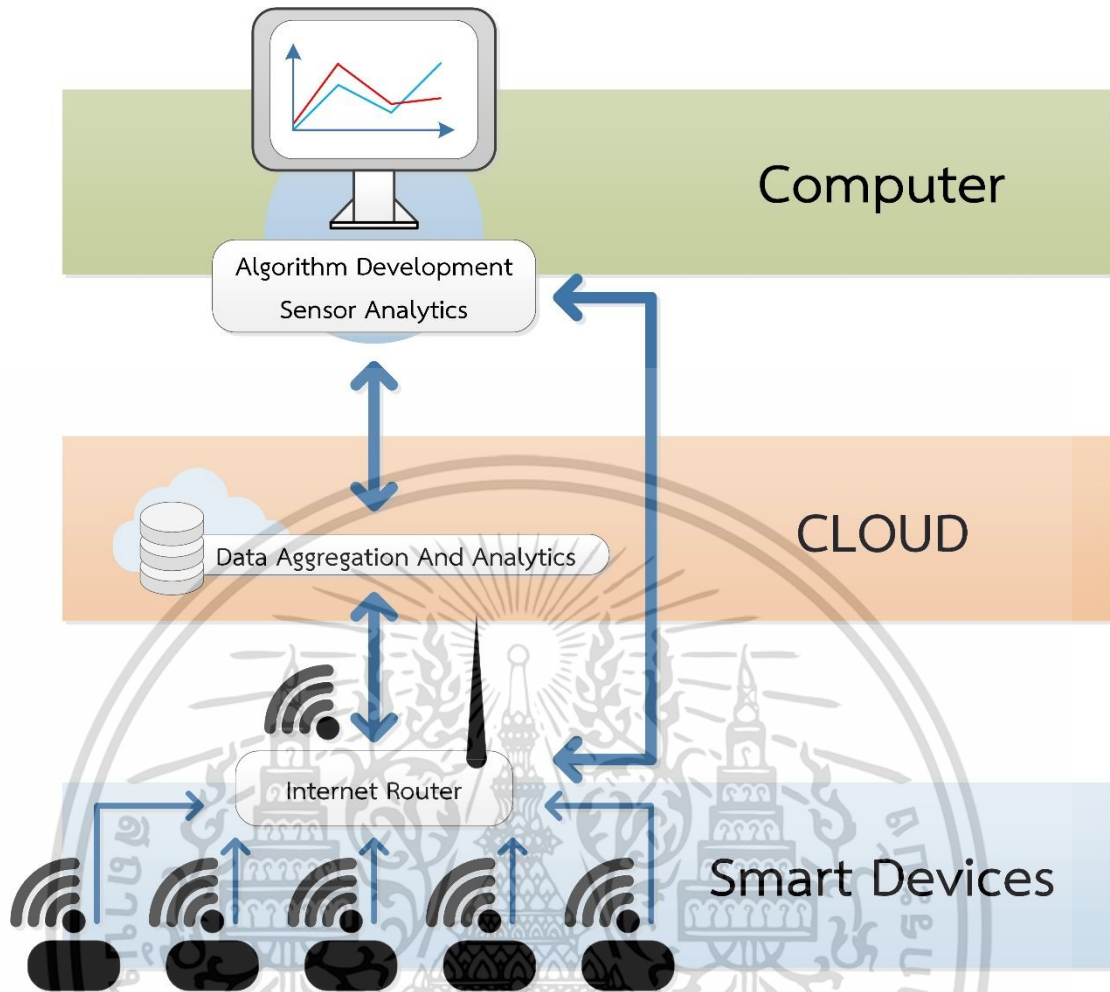 Computer
Algorithm Development
Sensor Analytics
CLOUD
Data Aggregation And Analytics
Internet Router
Smart Devices